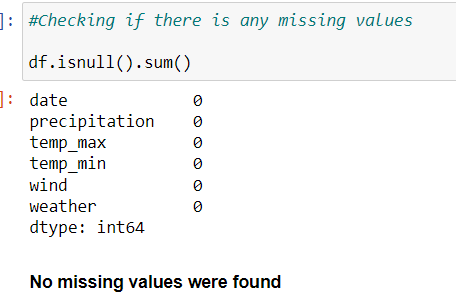 ]: #Checking if there is any missing values
df.isnull().sum()
]: date 0
precipitation 0
temp_max 0
temp_min 0
wind 0
weather 0
dtype: int64
No missing values were found